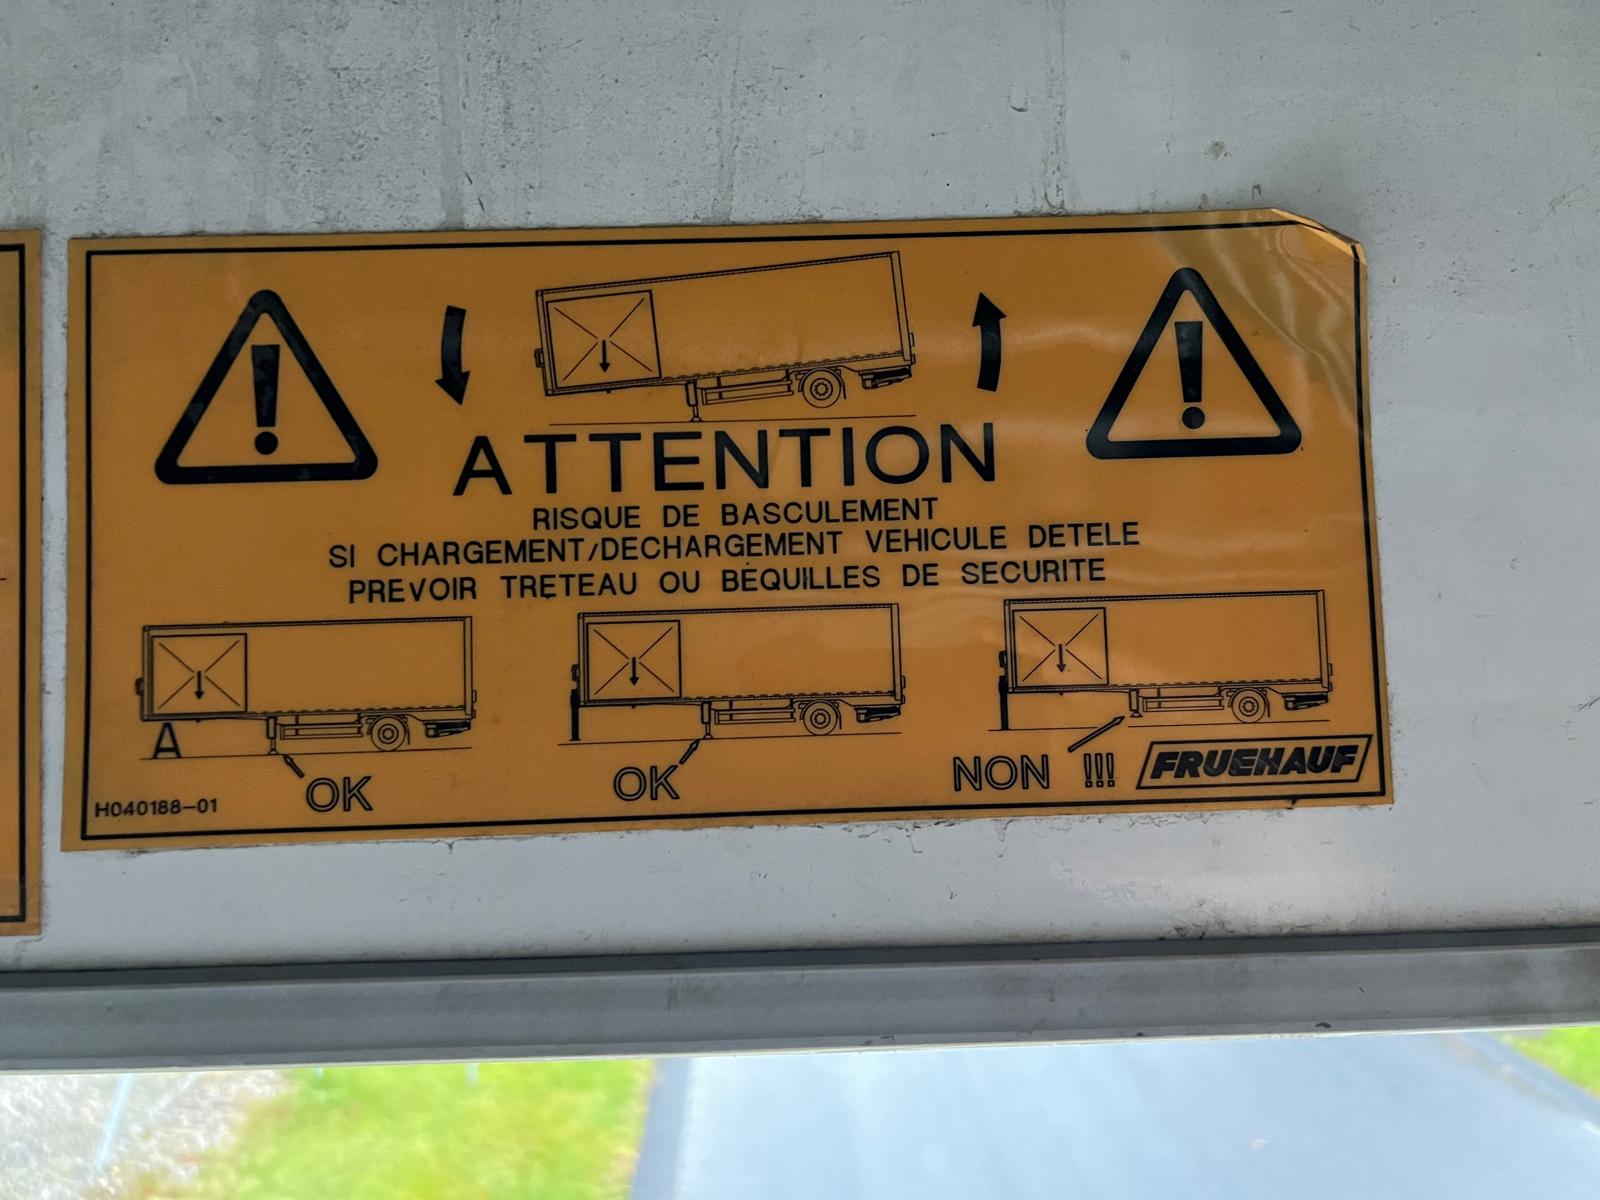 ATTENTION
RISQUE DE BASCULEMENT
SI CHARGEMENT/DECHARGEMENT VEHICULE DETELE
PREVOIR TRETEAU OU BEQUILLES DE SECURITE
OK
OK
NON !!!
FRUEHAUF
H040188-01